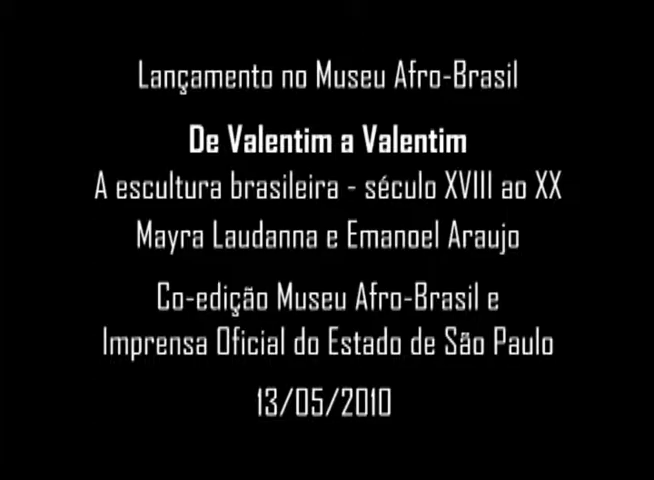 Lançamento no Museu Afro-Brasil
De Valentim a Valentim
A escultura brasileira - século XVIII ao XX
Mayra Laudanna e Emanoel Araujo
Co-edição Museu Afro-Brasil e
Imprensa Oficial do Estado de São Paulo
13/05/2010